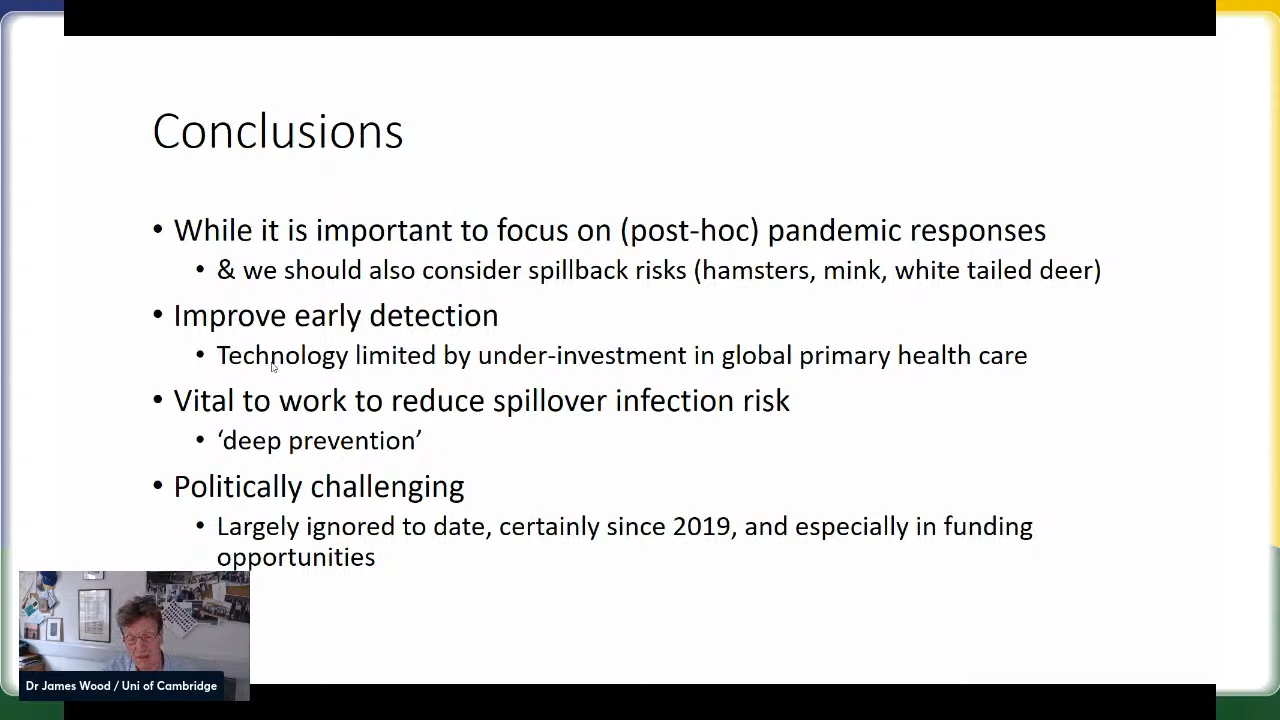 Conclusions
• While it is important to focus on (post-hoc) pandemic responses
• & we should also consider spillback risks (hamsters, mink, white tailed deer)
• Improve early detection
• Technology limited by under-investment in global primary health care
• Vital to work to reduce spillover infection risk
• ‘deep prevention’
• Politically challenging
• Largely ignored to date, certainly since 2019, and especially in funding
opportunities
Dr James Wood / Uni of Cambridge